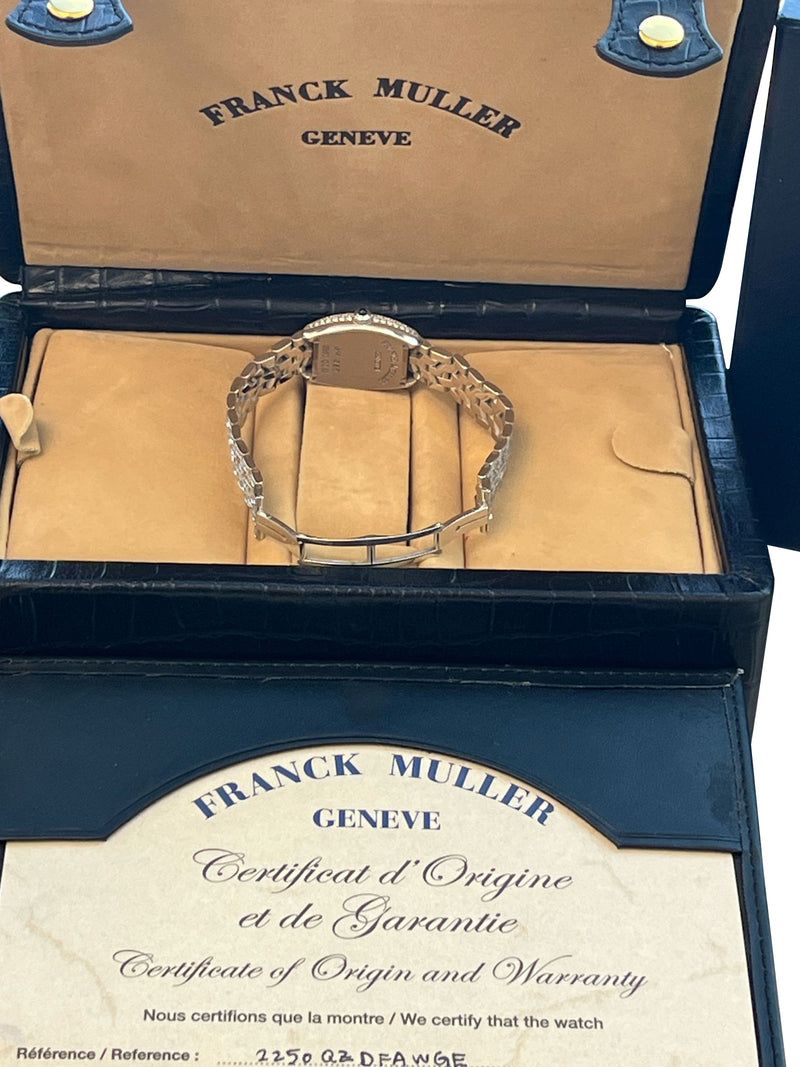 FRANCK MULLER
GENEVE
FRANCK MULLER
GENEVE
Certificat d'Origine
et de Garantie
Certificate of Origin and Warranty
Nous certifions que la montre / We certify that the watch
Référence / Reference : 2250 QZ DFAWGE